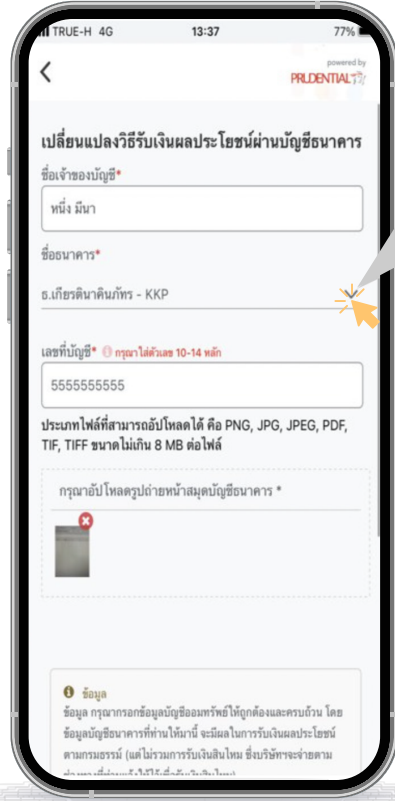 TRUE-H 4G 13:37 77%
powered by
PRUDENTIAL
เปลี่ยนแปลงวิธีรับเงินผลประโยชน์ผ่านบัญชีธนาคาร
ชื่อเจ้าของบัญชี*
หนึ่ง มีนา
ชื่อธนาคาร*
ธ.เกียรตินาคินภัทร - KKP
เลขที่บัญชี* กรุณาใส่ตัวเลข 10-14 หลัก
5555555555
ประเภทไฟล์ที่สามารถอัปโหลดได้ คือ PNG, JPG, JPEG, PDF,
TIF, TIFF ขนาดไม่เกิน 8 MB ต่อไฟล์
กรุณาอัปโหลดรูปถ่ายหน้าสมุดบัญชีธนาคาร *
ข้อมูล
ข้อมูล กรุณากรอกข้อมูลบัญชีออมทรัพย์ให้ถูกต้องและครบถ้วน โดย
ข้อมูลบัญชีธนาคารที่ท่านให้มานี้ จะมีผลในการรับเงินผลประโยชน์
ตามกรมธรรม์ (แต่ไม่รวมการรับเงินสินไหม ซึ่งบริษัทฯจะจ่ายตาม